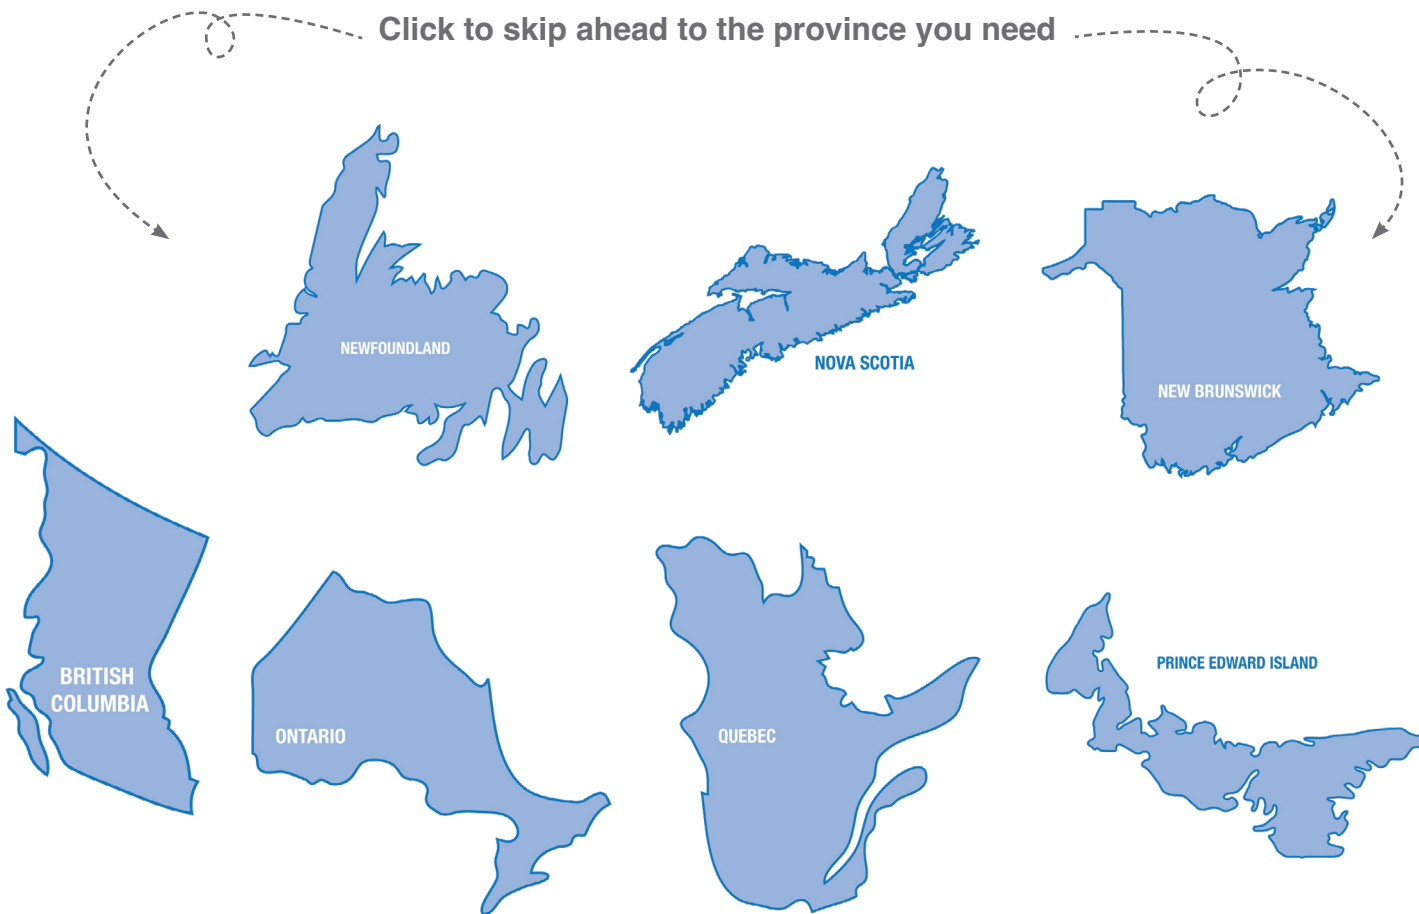 Click to skip ahead to the province you need
NEWFOUNDLAND
NOVA SCOTIA
NEW BRUNSWICK
BRITISH
COLUMBIA
ONTARIO
QUEBEC
PRINCE EDWARD ISLAND